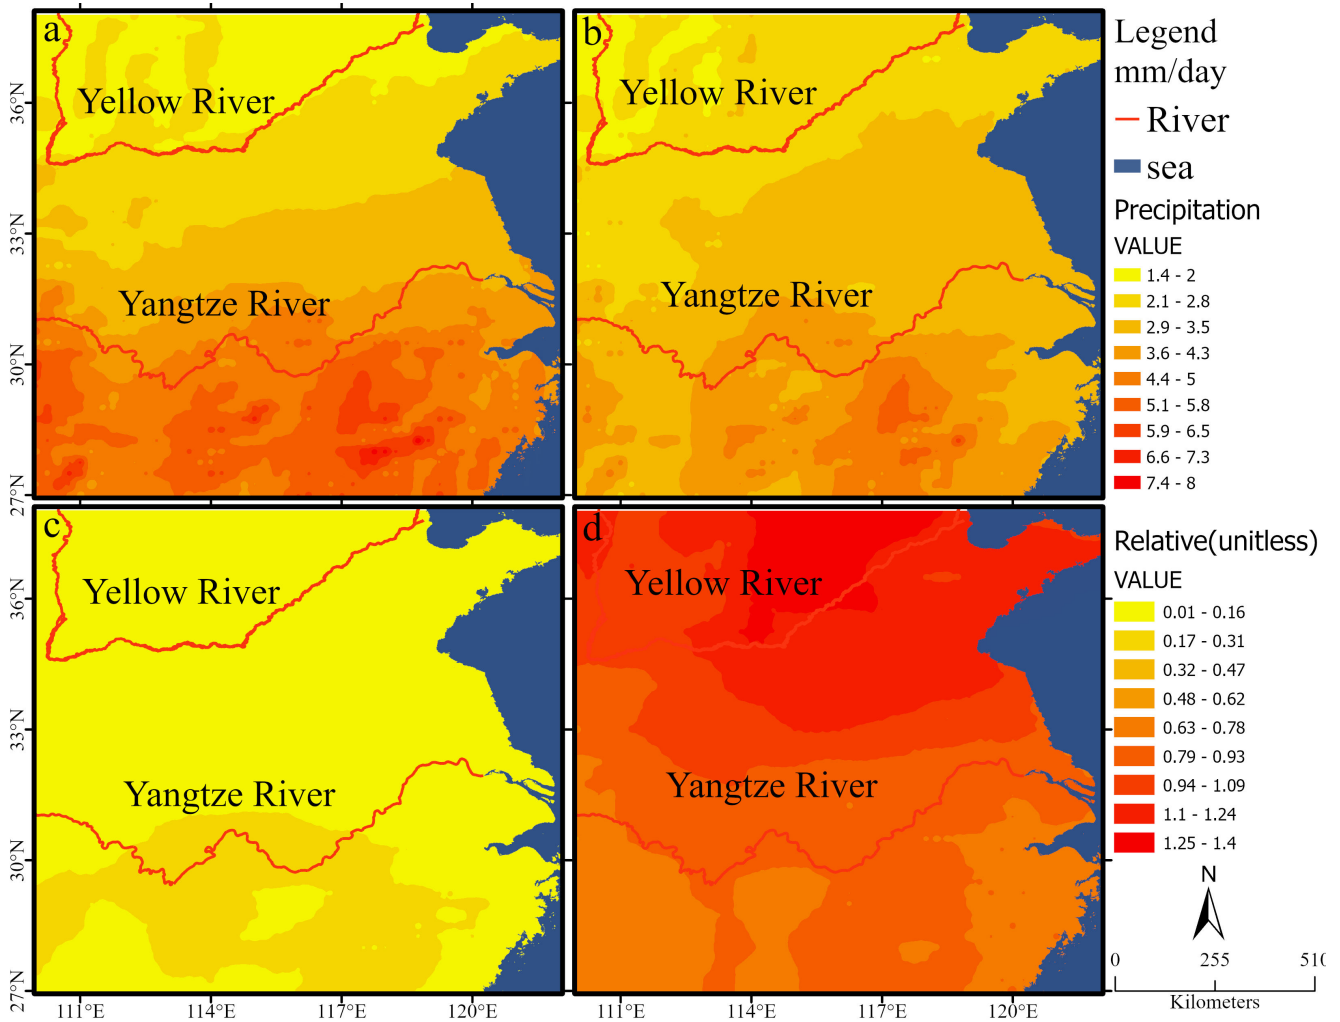 a
Yellow River
Yangtze River
36°N
33°N
30°N
27°N
b
Yellow River
Yangtze River
Legend
mm/day
River
sea
Precipitation
VALUE
1.4 - 2
2.1 - 2.8
2.9 - 3.5
3.6 - 4.3
4.4 - 5
5.1 - 5.8
5.9 - 6.5
6.6 - 7.3
7.4 - 8
c
Yellow River
Yangtze River
36°N
33°N
30°N
27°N
111°E
114°E
117°E
120°E
d
Yellow River
Yangtze River
111°E
114°E
117°E
120°E
Relative(unitless)
VALUE
0.01 - 0.16
0.17 - 0.31
0.32 - 0.47
0.48 - 0.62
0.63 - 0.78
0.79 - 0.93
0.94 - 1.09
1.1 - 1.24
1.25 - 1.4
N
0 255 510
Kilometers